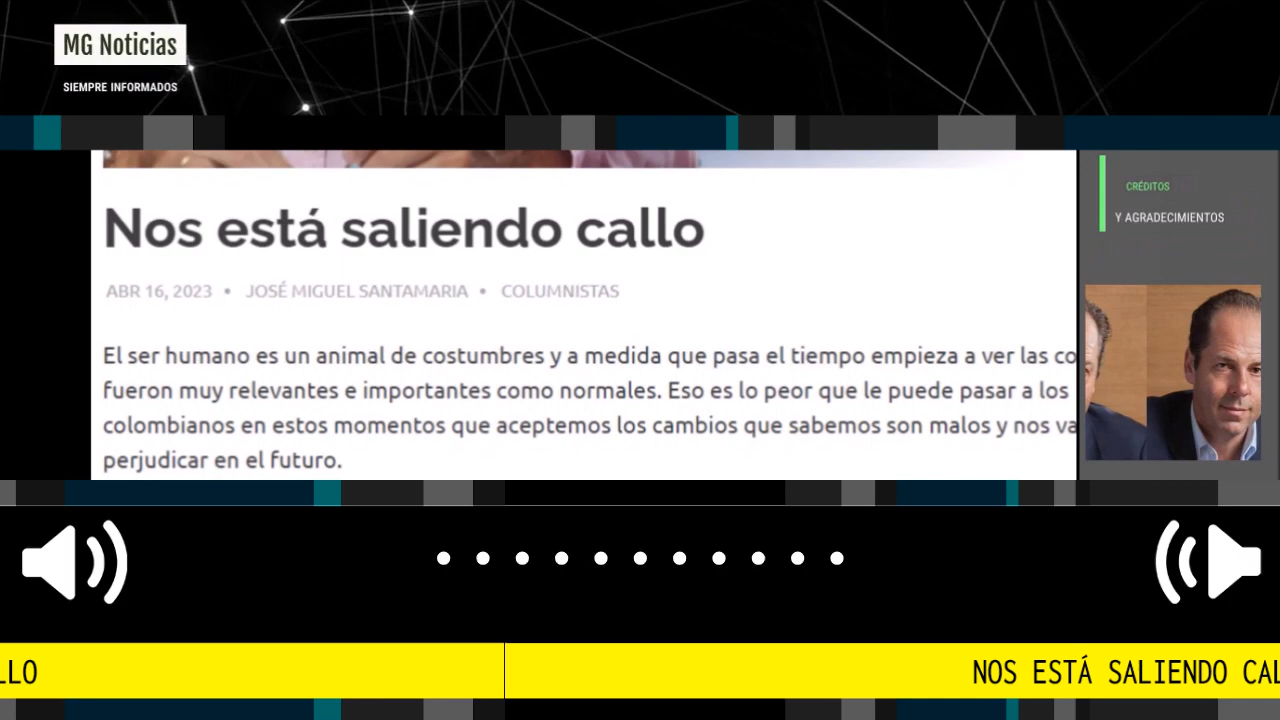 MG Noticias
SIEMPRE INFORMADOS
CRÉDITOS
Y AGRADECIMIENTOS
Nos está saliendo callo
ABR 16, 2023 • JOSÉ MIGUEL SANTAMARIA • COLUMNISTAS
El ser humano es un animal de costumbres y a medida que pasa el tiempo empieza a ver las co
fueron muy relevantes e importantes como normales. Eso es lo peor que le puede pasar a los
colombianos en estos momentos que aceptemos los cambios que sabemos son malos y nos va
perjudicar en el futuro.
LLO NOS ESTÁ SALIENDO CAL